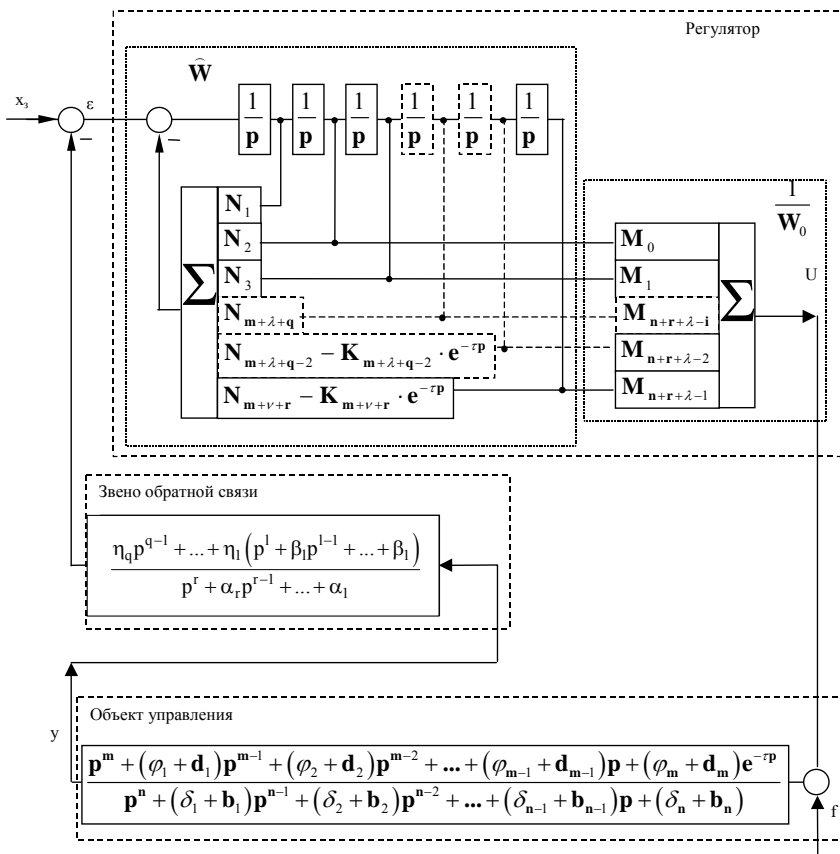 Регулятор
Ŵ
x₃
ε
−
−
1/p 1/p 1/p 1/p 1/p 1/p
N₁
N₂
N₃
N_{m+λ+q}
N_{m+λ+q−2} − K_{m+λ+q−2} · e^{−τp}
N_{m+ν+r} − K_{m+ν+r} · e^{−τp}
Σ
1/W₀
M₀
M₁
M_{n+r+λ−i}
M_{n+r+λ−2}
M_{n+r+λ−1}
Σ
U
Звено обратной связи
η_q p^{q−1} + ... + η_l (p^l + β_l p^{l−1} + ... + β_l)
p^r + α_r p^{r−1} + ... + α_l
y
Объект управления
p^m + (φ₁ + d₁)p^{m−1} + (φ₂ + d₂)p^{m−2} + ... + (φ_{m−1} + d_{m−1})p + (φ_m + d_m)e^{−τp}
p^n + (δ₁ + b₁)p^{n−1} + (δ₂ + b₂)p^{n−2} + ... + (δ_{n−1} + b_{n−1})p + (δ_n + b_n)
f